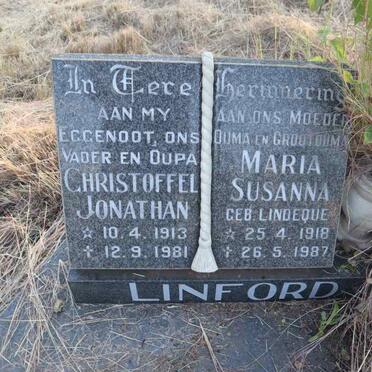 In Teere
AAN MY
EGGENOOT, ONS
VADER EN OUPA
CHRISTOFFEL
JONATHAN
☆ 10.4.1913
✝ 12.9.1981
Herinnering
AAN ONS MOEDER
OUMA EN GROOTOUMA
MARIA
SUSANNA
GEB. LINDEQUE
☆ 25.4.1918
✝ 26.5.1987
LINFORD